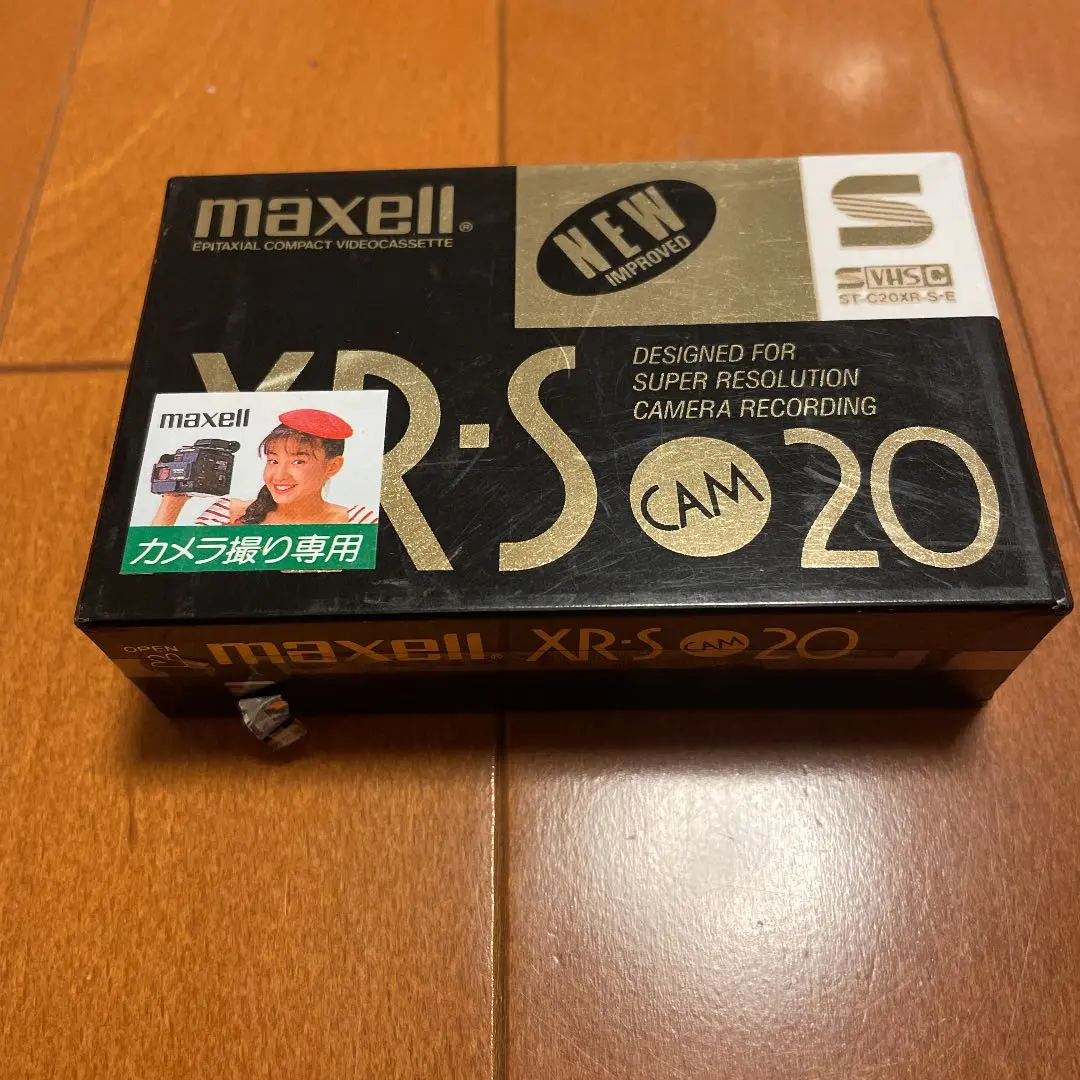 maxell®
EPITAXIAL COMPACT VIDEOCASSETTE
NEW
IMPROVED
S
S VHS C
ST-C20XR-S-E
XR-S CAM 20
DESIGNED FOR
SUPER RESOLUTION
CAMERA RECORDING
maxell
カメラ撮り専用
OPEN
maxell® XR-S CAM 20